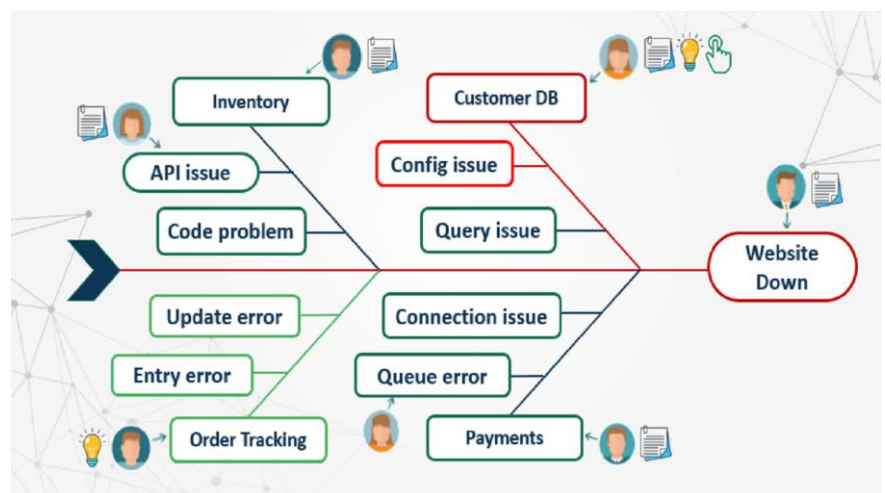 Inventory
Customer DB
API issue
Config issue
Code problem
Query issue
Website
Down
Update error
Connection issue
Entry error
Queue error
Order Tracking
Payments